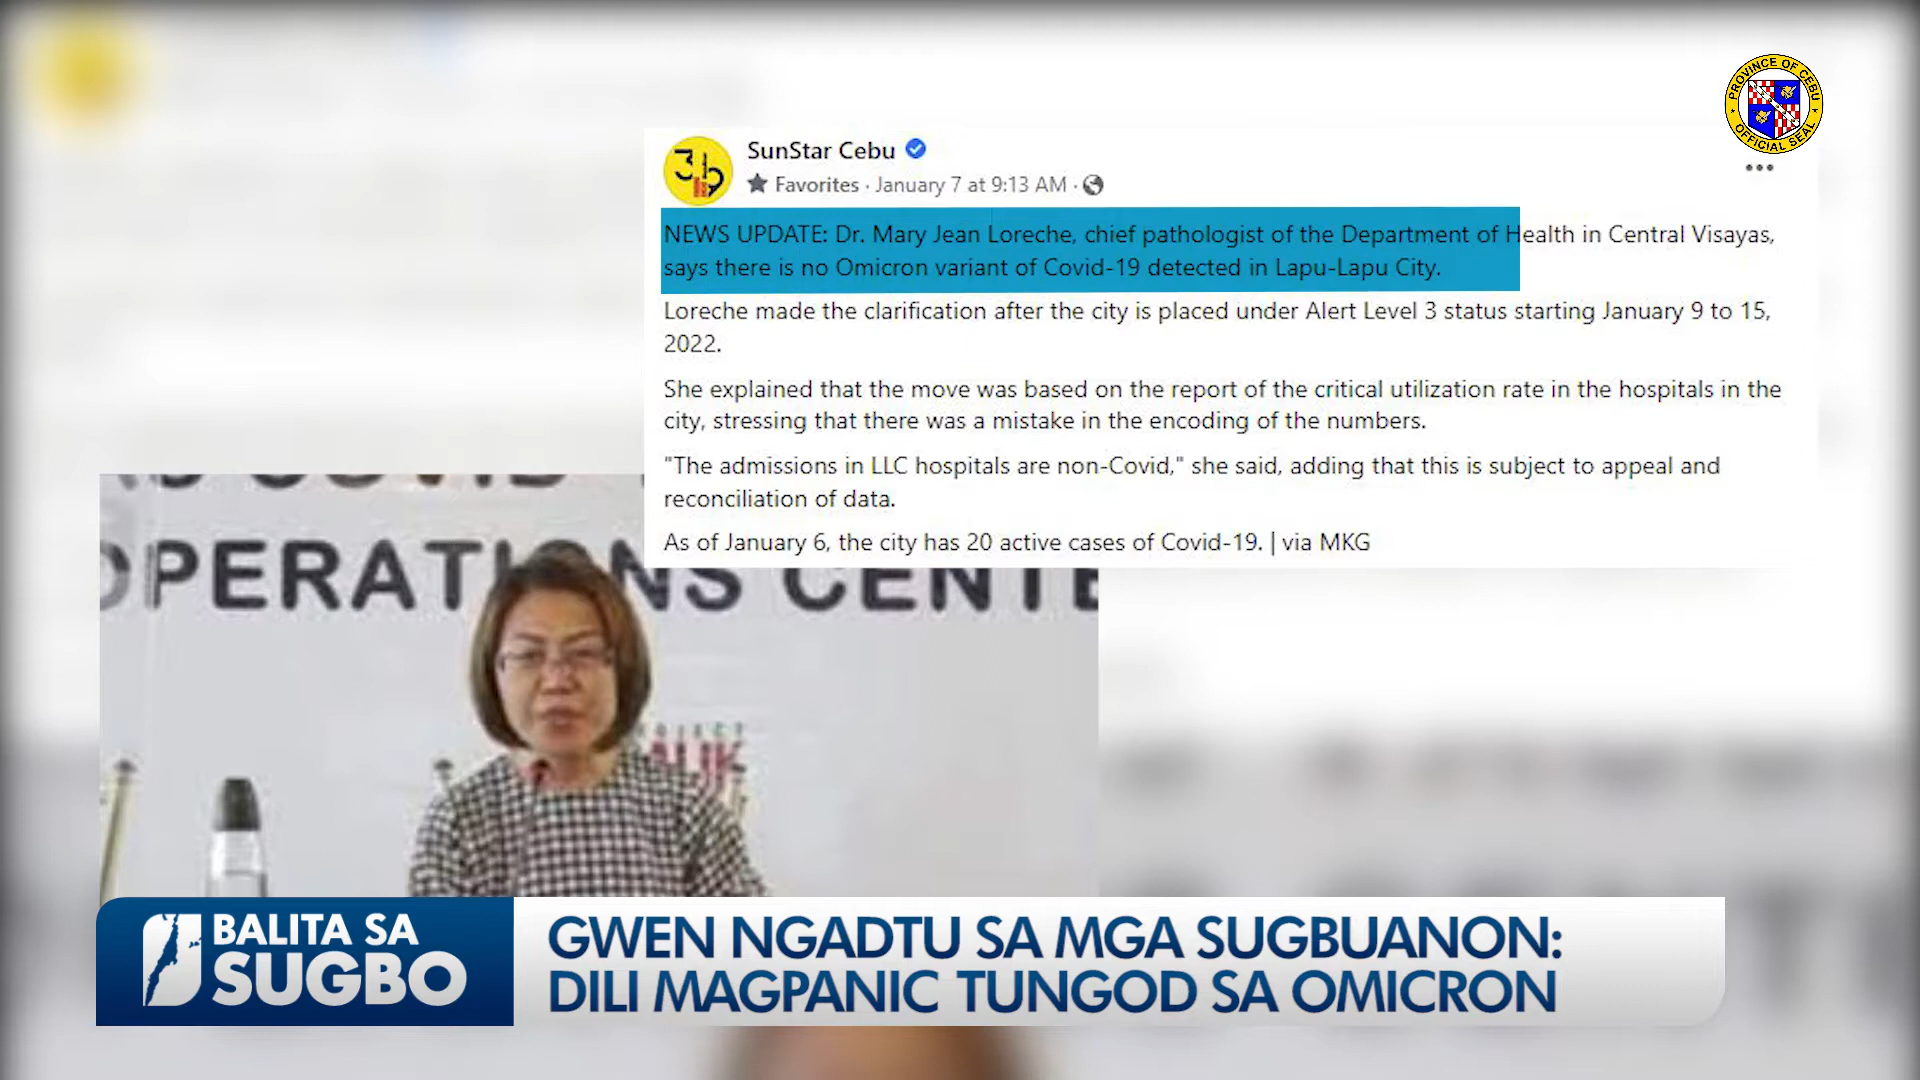 PROVINCE OF CEBU
OFFICIAL SEAL
SunStar Cebu
Favorites · January 7 at 9:13 AM ·
NEWS UPDATE: Dr. Mary Jean Loreche, chief pathologist of the Department of Health in Central Visayas,
says there is no Omicron variant of Covid-19 detected in Lapu-Lapu City.
Loreche made the clarification after the city is placed under Alert Level 3 status starting January 9 to 15,
2022.
She explained that the move was based on the report of the critical utilization rate in the hospitals in the
city, stressing that there was a mistake in the encoding of the numbers.
"The admissions in LLC hospitals are non-Covid," she said, adding that this is subject to appeal and
reconciliation of data.
As of January 6, the city has 20 active cases of Covid-19. | via MKG
OPERATIONS CENTE
BALITA SA
SUGBO
GWEN NGADTU SA MGA SUGBUANON:
DILI MAGPANIC TUNGOD SA OMICRON